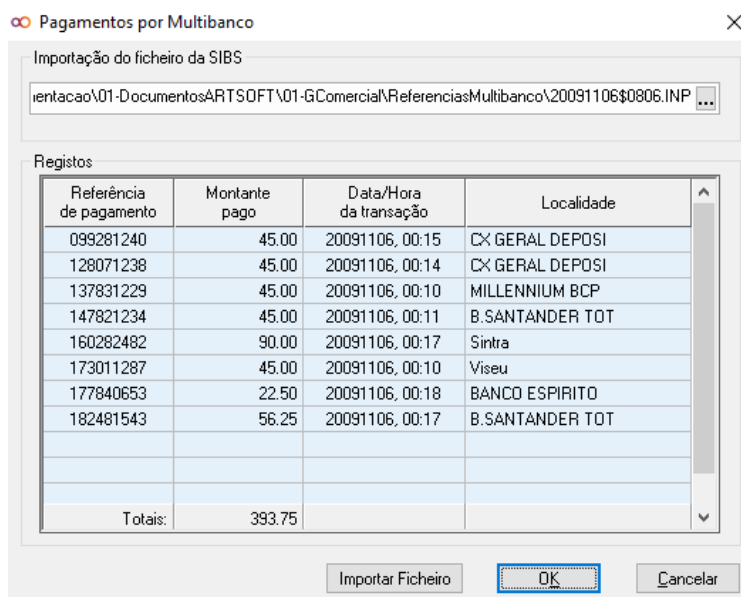 Pagamentos por Multibanco
Importação do ficheiro da SIBS
ientacao\01-DocumentosARTSOFT\01-GComercial\ReferenciasMultibanco\20091106$0806.INP ...
Registos
Referência de pagamento Montante pago Data/Hora da transação Localidade
099281240 45.00 20091106, 00:15 CX GERAL DEPOSI
128071238 45.00 20091106, 00:14 CX GERAL DEPOSI
137831229 45.00 20091106, 00:10 MILLENNIUM BCP
147821234 45.00 20091106, 00:11 B.SANTANDER TOT
160282482 90.00 20091106, 00:17 Sintra
173011287 45.00 20091106, 00:10 Viseu
177840653 22.50 20091106, 00:18 BANCO ESPIRITO
182481543 56.25 20091106, 00:17 B.SANTANDER TOT
Totais: 393.75
Importar Ficheiro OK Cancelar